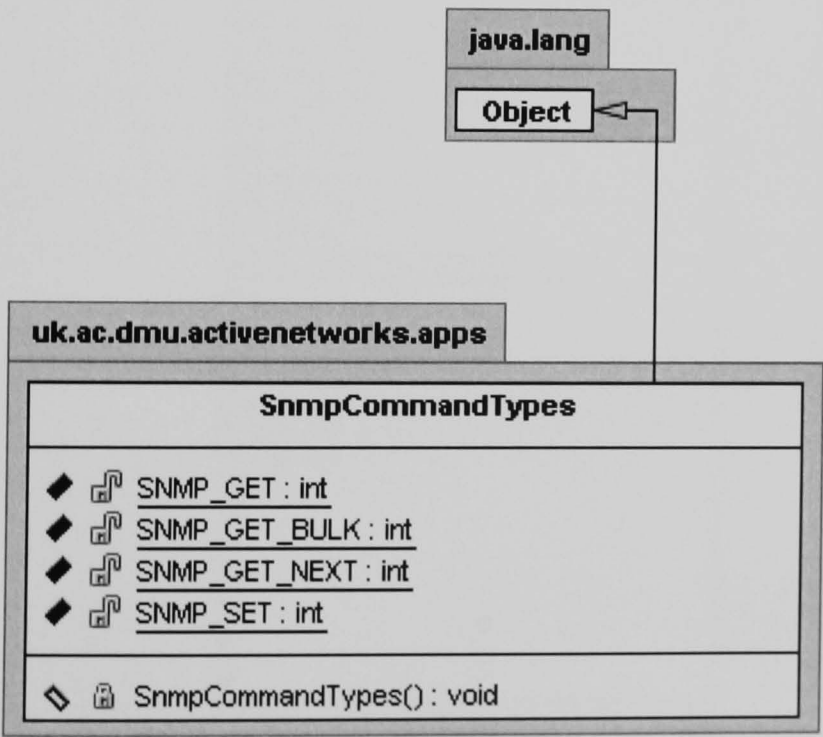 java.lang
Object
uk.ac.dmu.activenetworks.apps
SnmpCommandTypes
SNMP_GET : int
SNMP_GET_BULK : int
SNMP_GET_NEXT : int
SNMP_SET : int
SnmpCommandTypes() : void